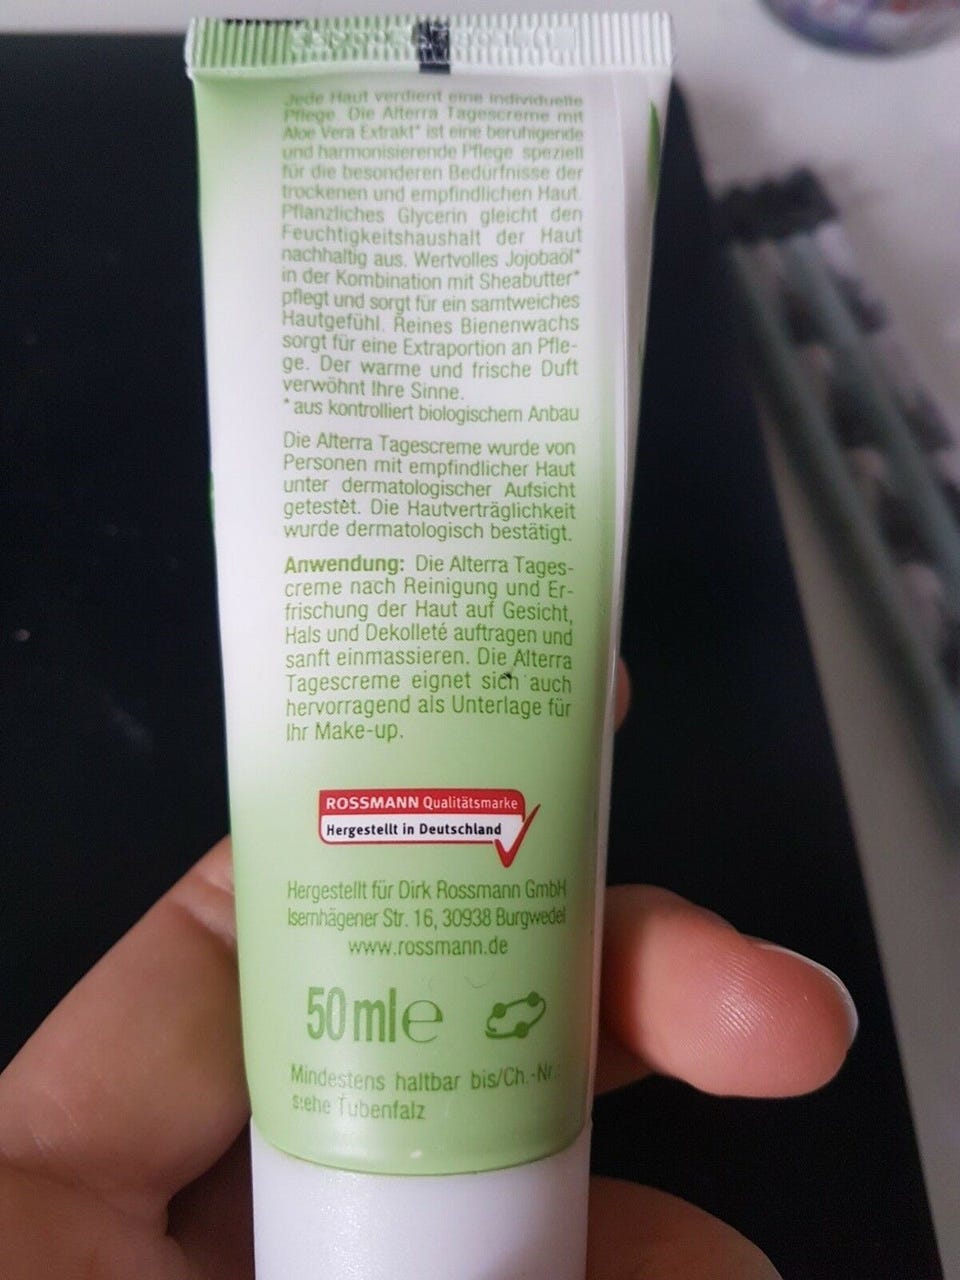 Jede Haut verdient eine individuelle
Pflege. Die Alterra Tagescreme mit
Aloe Vera Extrakt* ist eine beruhigende
und harmonisierende Pflege speziell
für die besonderen Bedürfnisse der
trockenen und empfindlichen Haut.
Pflanzliches Glycerin gleicht den
Feuchtigkeitshaushalt der Haut
nachhaltig aus. Wertvolles Jojobaöl*
in der Kombination mit Sheabutter*
pflegt und sorgt für ein samtweiches
Hautgefühl. Reines Bienenwachs
sorgt für eine Extraportion an Pfle-
ge. Der warme und frische Duft
verwöhnt Ihre Sinne.
*aus kontrolliert biologischem Anbau
Die Alterra Tagescreme wurde von
Personen mit empfindlicher Haut
unter dermatologischer Aufsicht
getestet. Die Hautverträglichkeit
wurde dermatologisch bestätigt.
Anwendung: Die Alterra Tages-
creme nach Reinigung und Er-
frischung der Haut auf Gesicht,
Hals und Dekolleté auftragen und
sanft einmassieren. Die Alterra
Tagescreme eignet sich auch
hervorragend als Unterlage für
Ihr Make-up.
ROSSMANN Qualitätsmarke
Hergestellt in Deutschland
Hergestellt für Dirk Rossmann GmbH
Isernhägener Str. 16, 30938 Burgwedel
www.rossmann.de
50 ml e
Mindestens haltbar bis/Ch.-Nr.:
siehe Tubenfalz